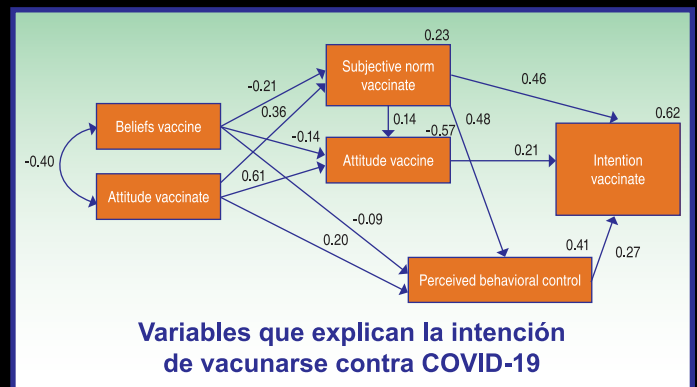 0.23
Subjective norm
vaccinate
-0.21
0.46
0.36
0.62
Beliefs vaccine
0.14
0.48
-0.14
-0.57
-0.40
Attitude vaccine
0.21
Intention
vaccinate
Attitude vaccinate
0.61
-0.09
0.20
0.41
0.27
Perceived behavioral control
Variables que explican la intención
de vacunarse contra COVID-19